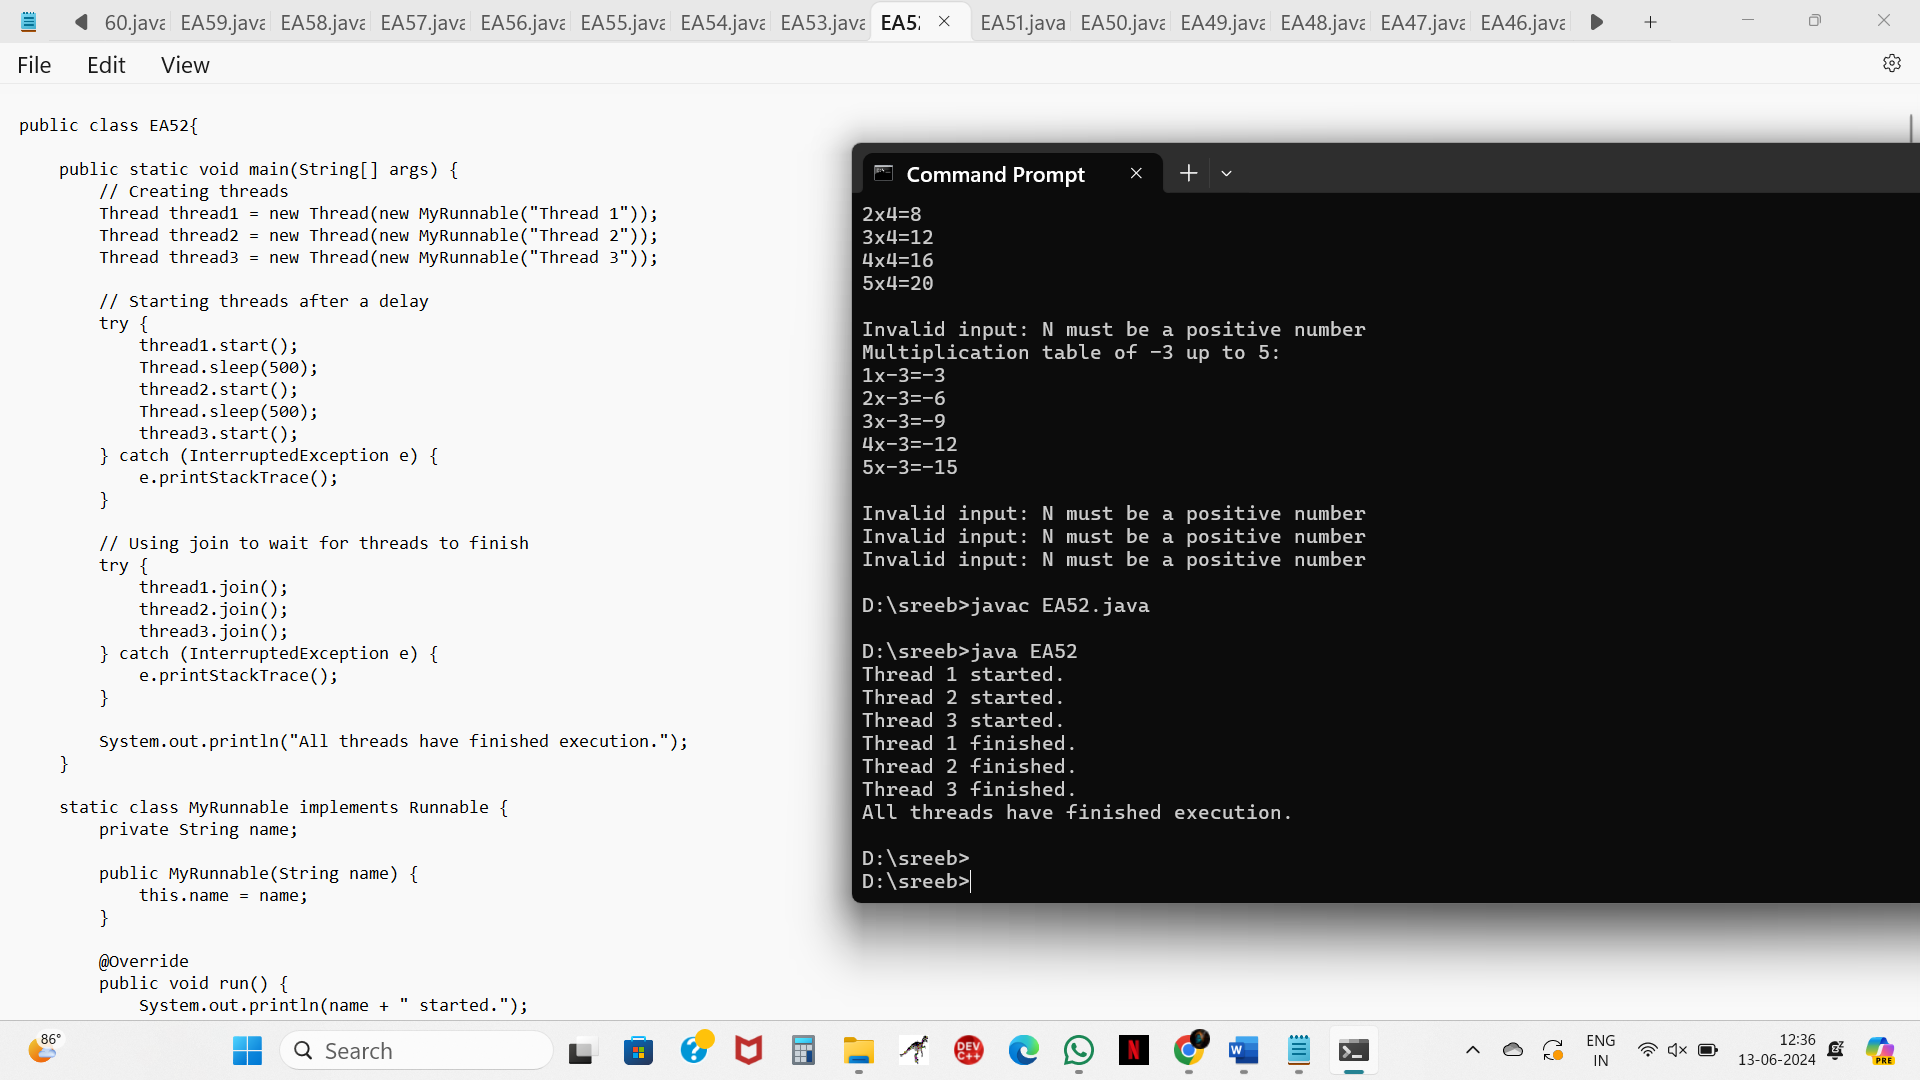 60.java EA59.java EA58.java EA57.java EA56.java EA55.java EA54.java EA53.java EA52 EA51.java EA50.java EA49.java EA48.java EA47.java EA46.java
File Edit View
public class EA52{
public static void main(String[] args) {
// Creating threads
Thread thread1 = new Thread(new MyRunnable("Thread 1"));
Thread thread2 = new Thread(new MyRunnable("Thread 2"));
Thread thread3 = new Thread(new MyRunnable("Thread 3"));
// Starting threads after a delay
try {
thread1.start();
Thread.sleep(500);
thread2.start();
Thread.sleep(500);
thread3.start();
} catch (InterruptedException e) {
e.printStackTrace();
}
// Using join to wait for threads to finish
try {
thread1.join();
thread2.join();
thread3.join();
} catch (InterruptedException e) {
e.printStackTrace();
}
System.out.println("All threads have finished execution.");
}
static class MyRunnable implements Runnable {
private String name;
public MyRunnable(String name) {
this.name = name;
}
@Override
public void run() {
System.out.println(name + " started.");
Command Prompt
2x4=8
3x4=12
4x4=16
5x4=20
Invalid input: N must be a positive number
Multiplication table of -3 up to 5:
1x-3=-3
2x-3=-6
3x-3=-9
4x-3=-12
5x-3=-15
Invalid input: N must be a positive number
Invalid input: N must be a positive number
Invalid input: N must be a positive number
D:\sreeb>javac EA52.java
D:\sreeb>java EA52
Thread 1 started.
Thread 2 started.
Thread 3 started.
Thread 1 finished.
Thread 2 finished.
Thread 3 finished.
All threads have finished execution.
D:\sreeb>
D:\sreeb>
86°
Search
DEV C++
N
W
ENG
IN
12:36
13-06-2024
PRE